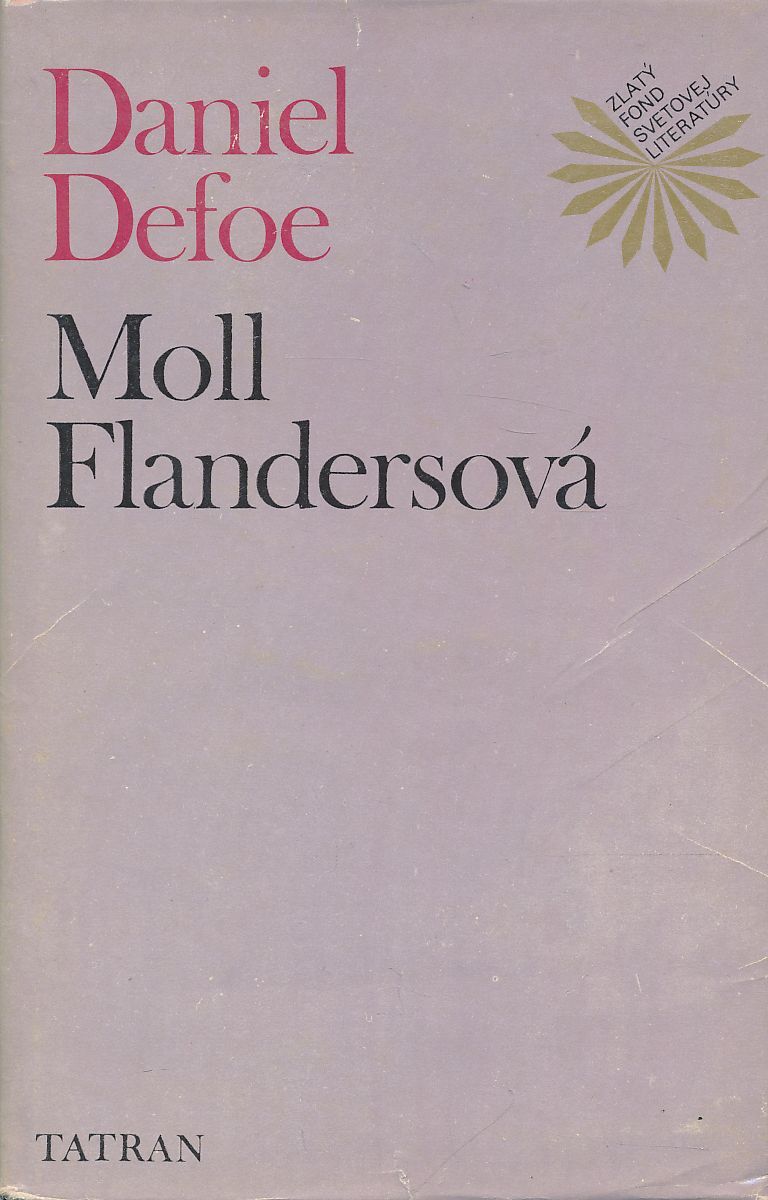 Daniel
Defoe
ZLATÝ
FOND
SVETOVEJ
LITERATÚRY
Moll
Flandersová
TATRAN